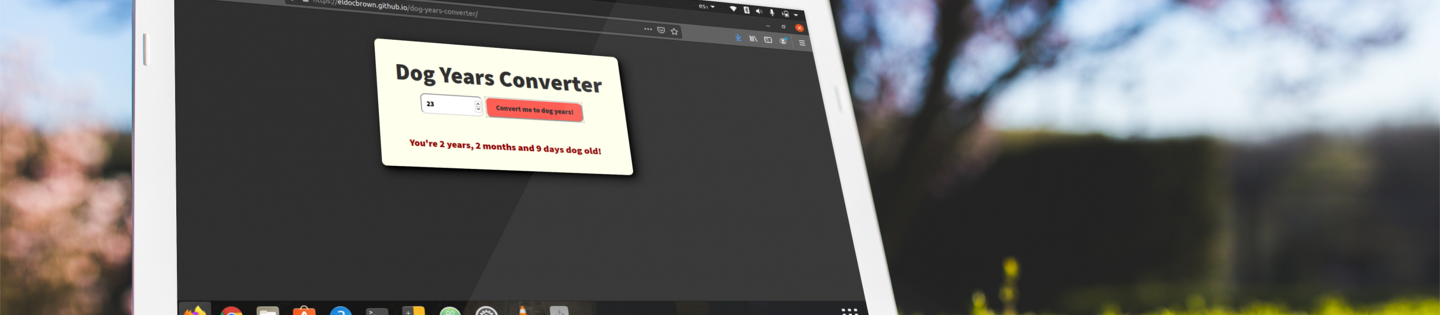 https://eldocbrown.github.io/dog-years-converter/
es₁
Dog Years Converter
23
Convert me to dog years!
You're 2 years, 2 months and 9 days dog old!